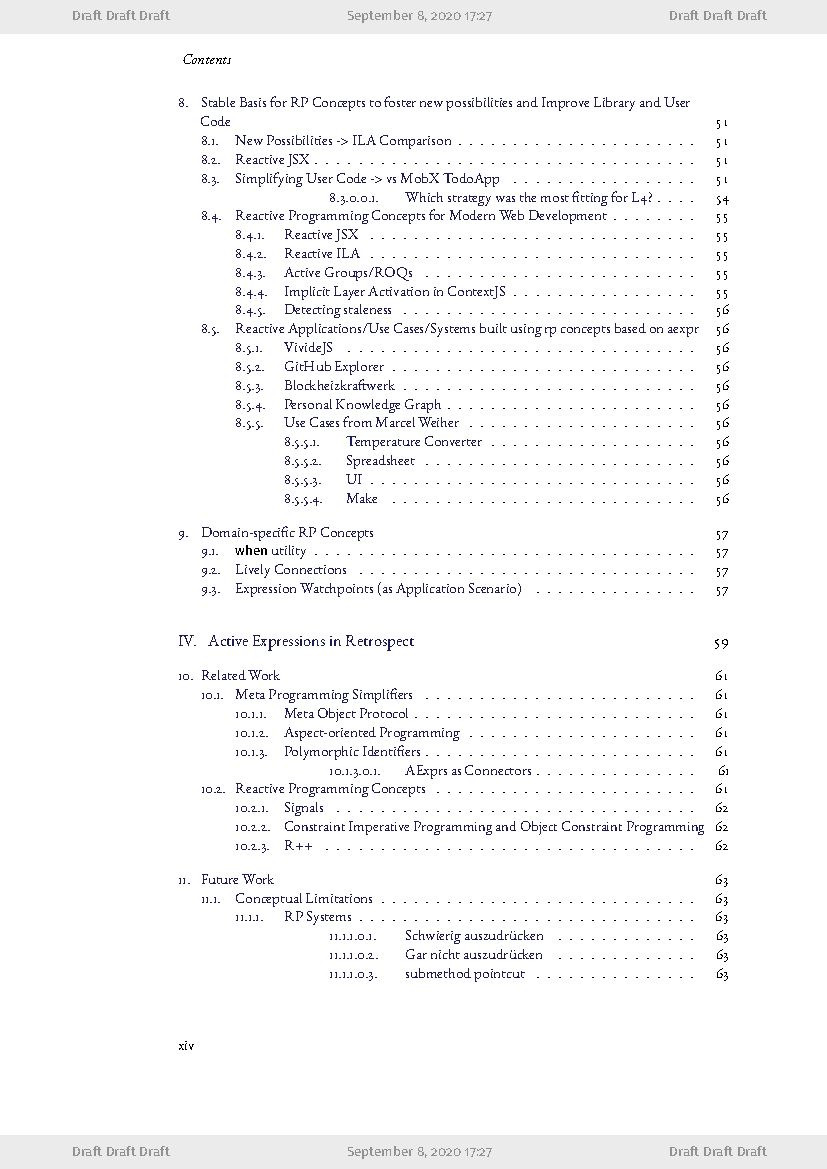 Draft Draft Draft September 8, 2020 17:27 Draft Draft Draft
Contents
8. Stable Basis for RP Concepts to foster new possibilities and Improve Library and User
Code 51
8.1. New Possibilities -> ILA Comparison . . . . . . . . . . . . . . . . . . . . . . 51
8.2. Reactive JSX . . . . . . . . . . . . . . . . . . . . . . . . . . . . . . . . . . . 51
8.3. Simplifying User Code -> vs MobX TodoApp . . . . . . . . . . . . . . . . . 51
8.3.0.0.1. Which strategy was the most fitting for L4? . . . . 54
8.4. Reactive Programming Concepts for Modern Web Development . . . . . . . . 55
8.4.1. Reactive JSX . . . . . . . . . . . . . . . . . . . . . . . . . . . . . . 55
8.4.2. Reactive ILA . . . . . . . . . . . . . . . . . . . . . . . . . . . . . . 55
8.4.3. Active Groups/ROQs . . . . . . . . . . . . . . . . . . . . . . . . . 55
8.4.4. Implicit Layer Activation in ContextJS . . . . . . . . . . . . . . . . . 55
8.4.5. Detecting staleness . . . . . . . . . . . . . . . . . . . . . . . . . . . 56
8.5. Reactive Applications/Use Cases/Systems built using rp concepts based on aexpr 56
8.5.1. VivideJS . . . . . . . . . . . . . . . . . . . . . . . . . . . . . . . . 56
8.5.2. GitHub Explorer . . . . . . . . . . . . . . . . . . . . . . . . . . . . 56
8.5.3. Blockheizkraftwerk . . . . . . . . . . . . . . . . . . . . . . . . . . . 56
8.5.4. Personal Knowledge Graph . . . . . . . . . . . . . . . . . . . . . . . 56
8.5.5. Use Cases from Marcel Weiher . . . . . . . . . . . . . . . . . . . . . 56
8.5.5.1. Temperature Converter . . . . . . . . . . . . . . . . . . . 56
8.5.5.2. Spreadsheet . . . . . . . . . . . . . . . . . . . . . . . . . 56
8.5.5.3. UI . . . . . . . . . . . . . . . . . . . . . . . . . . . . . . 56
8.5.5.4. Make . . . . . . . . . . . . . . . . . . . . . . . . . . . . 56
9. Domain-specific RP Concepts 57
9.1. when utility . . . . . . . . . . . . . . . . . . . . . . . . . . . . . . . . . . . 57
9.2. Lively Connections . . . . . . . . . . . . . . . . . . . . . . . . . . . . . . . 57
9.3. Expression Watchpoints (as Application Scenario) . . . . . . . . . . . . . . . 57
IV. Active Expressions in Retrospect 59
10. Related Work 61
10.1. Meta Programming Simplifiers . . . . . . . . . . . . . . . . . . . . . . . . . 61
10.1.1. Meta Object Protocol . . . . . . . . . . . . . . . . . . . . . . . . . . 61
10.1.2. Aspect-oriented Programming . . . . . . . . . . . . . . . . . . . . . 61
10.1.3. Polymorphic Identifiers . . . . . . . . . . . . . . . . . . . . . . . . . 61
10.1.3.0.1. AExprs as Connectors . . . . . . . . . . . . . . . 61
10.2. Reactive Programming Concepts . . . . . . . . . . . . . . . . . . . . . . . . 61
10.2.1. Signals . . . . . . . . . . . . . . . . . . . . . . . . . . . . . . . . . 62
10.2.2. Constraint Imperative Programming and Object Constraint Programming 62
10.2.3. R++ . . . . . . . . . . . . . . . . . . . . . . . . . . . . . . . . . . 62
11. Future Work 63
11.1. Conceptual Limitations . . . . . . . . . . . . . . . . . . . . . . . . . . . . . 63
11.1.1. RP Systems . . . . . . . . . . . . . . . . . . . . . . . . . . . . . . . 63
11.1.1.0.1. Schwierig auszudrücken . . . . . . . . . . . . . 63
11.1.1.0.2. Gar nicht auszudrücken . . . . . . . . . . . . . 63
11.1.1.0.3. submethod pointcut . . . . . . . . . . . . . . . 63
xiv
Draft Draft Draft September 8, 2020 17:27 Draft Draft Draft